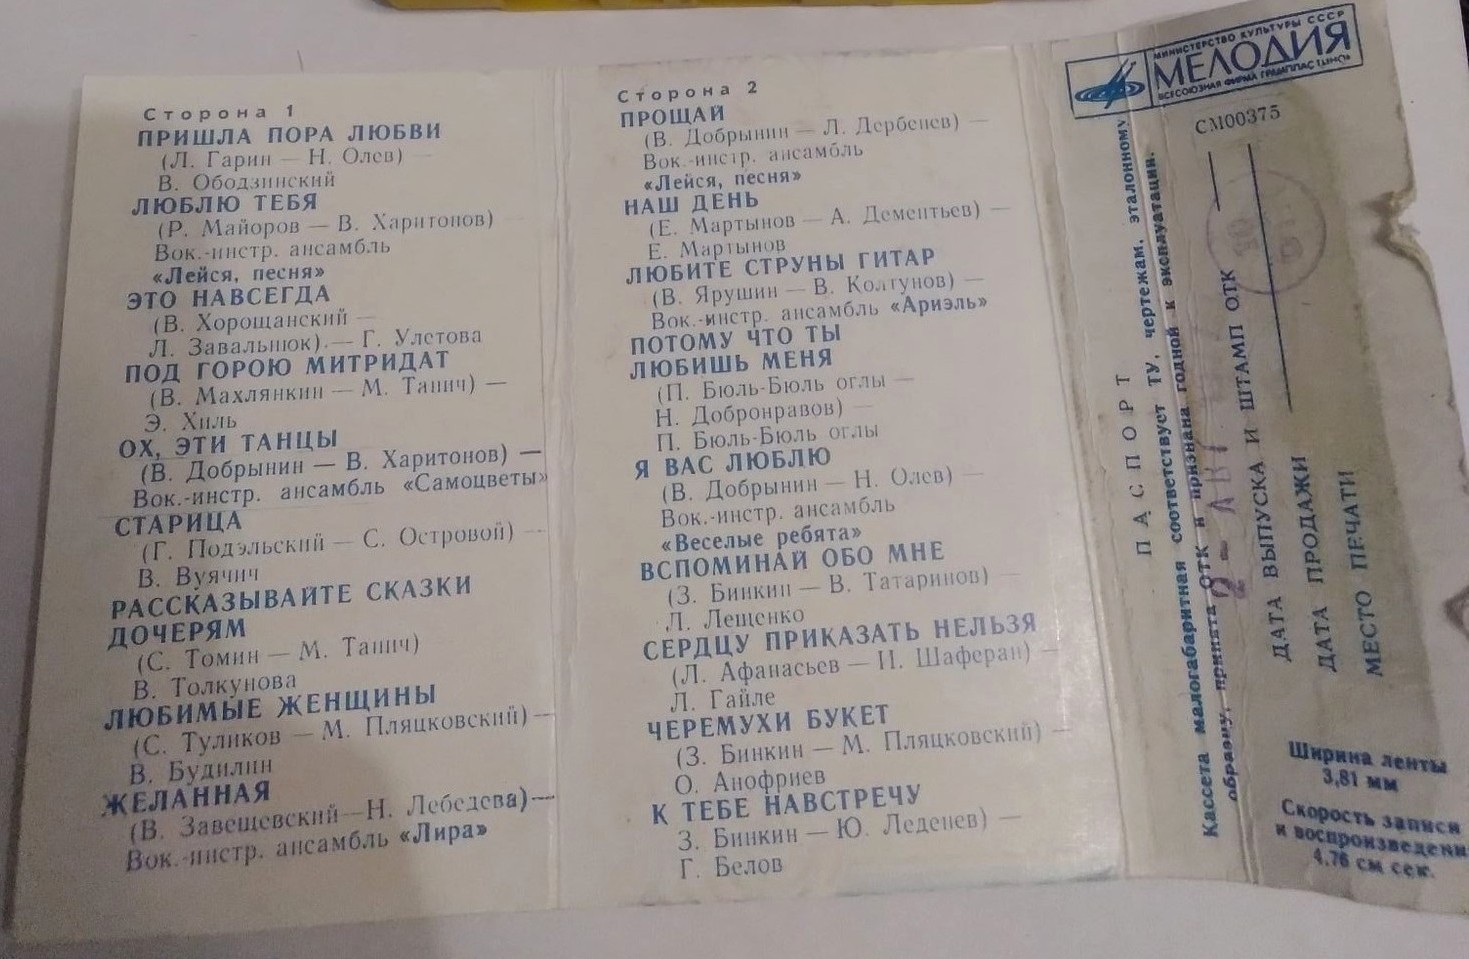 Сторона 1
ПРИШЛА ПОРА ЛЮБВИ
(Л. Гарин — Н. Олев) —
В. Ободзинский
ЛЮБЛЮ ТЕБЯ
(Р. Майоров — В. Харитонов) —
Вок.-инстр. ансамбль
«Лейся, песня»
ЭТО НАВСЕГДА
(В. Хорощанский —
Л. Завальнюк).— Г. Улетова
ПОД ГОРОЮ МИТРИДАТ
(В. Махлянкин — М. Танич) —
Э. Хиль
ОХ, ЭТИ ТАНЦЫ
(В. Добрынин — В. Харитонов) —
Вок.-инстр. ансамбль «Самоцветы»
СТАРИЦА
(Г. Подэльский — С. Островой) —
В. Вуячич
РАССКАЗЫВАЙТЕ СКАЗКИ
ДОЧЕРЯМ
(С. Томин — М. Танич)
В. Толкунова
ЛЮБИМЫЕ ЖЕНЩИНЫ
(С. Туликов — М. Пляцковский) —
В. Будилин
ЖЕЛАННАЯ
(В. Завещевский—Н. Лебедева)—
Вок.-инстр. ансамбль «Лира»
Сторона 2
ПРОЩАЙ
(В. Добрынин — Л. Дербенев) —
Вок.-инстр. ансамбль
«Лейся, песня»
НАШ ДЕНЬ
(Е. Мартынов — А. Дементьев) —
Е. Мартынов
ЛЮБИТЕ СТРУНЫ ГИТАР
(В. Ярушин — В. Колтунов) —
Вок.-инстр. ансамбль «Ариэль»
ПОТОМУ ЧТО ТЫ
ЛЮБИШЬ МЕНЯ
(П. Бюль-Бюль оглы —
Н. Добронравов) —
П. Бюль-Бюль оглы
Я ВАС ЛЮБЛЮ
(В. Добрынин — Н. Олев) —
Вок.-инстр. ансамбль
«Веселые ребята»
ВСПОМИНАЙ ОБО МНЕ
(З. Бинкин — В. Татаринов) —
Л. Лещенко
СЕРДЦУ ПРИКАЗАТЬ НЕЛЬЗЯ
(Л. Афанасьев — И. Шаферан) —
Л. Гайле
ЧЕРЕМУХИ БУКЕТ
(З. Бинкин — М. Пляцковский) —
О. Анофриев
К ТЕБЕ НАВСТРЕЧУ
З. Бинкин — Ю. Леденев) —
Г. Белов
МИНИСТЕРСТВО КУЛЬТУРЫ СССР
МЕЛОДИЯ
ВСЕСОЮЗНАЯ ФИРМА ГРАМПЛАСТИНОК
СМ00375
ПАСПОРТ
Кассета малогабаритная соответствует ТУ, чертежам, эталонному
образцу, принята ОТК и признана годной к эксплуатации.
ДАТА ВЫПУСКА И ШТАМП ОТК
ДАТА ПРОДАЖИ
МЕСТО ПЕЧАТИ
Ширина ленты
3,81 мм
Скорость записи
и воспроизведени
4,76 см сек.